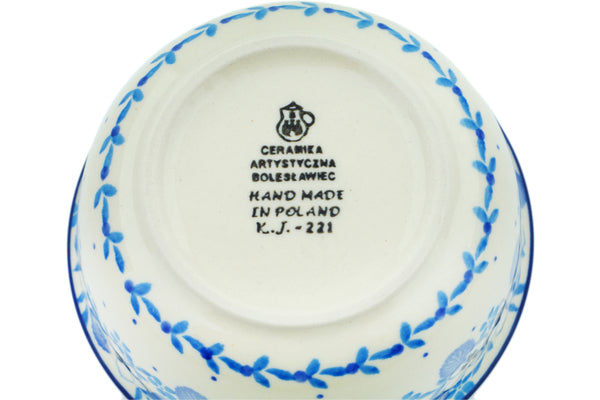 CERAMIKA
ARTYSTYCZNA
BOLESŁAWIEC
HAND MADE
IN POLAND
K.J.-221